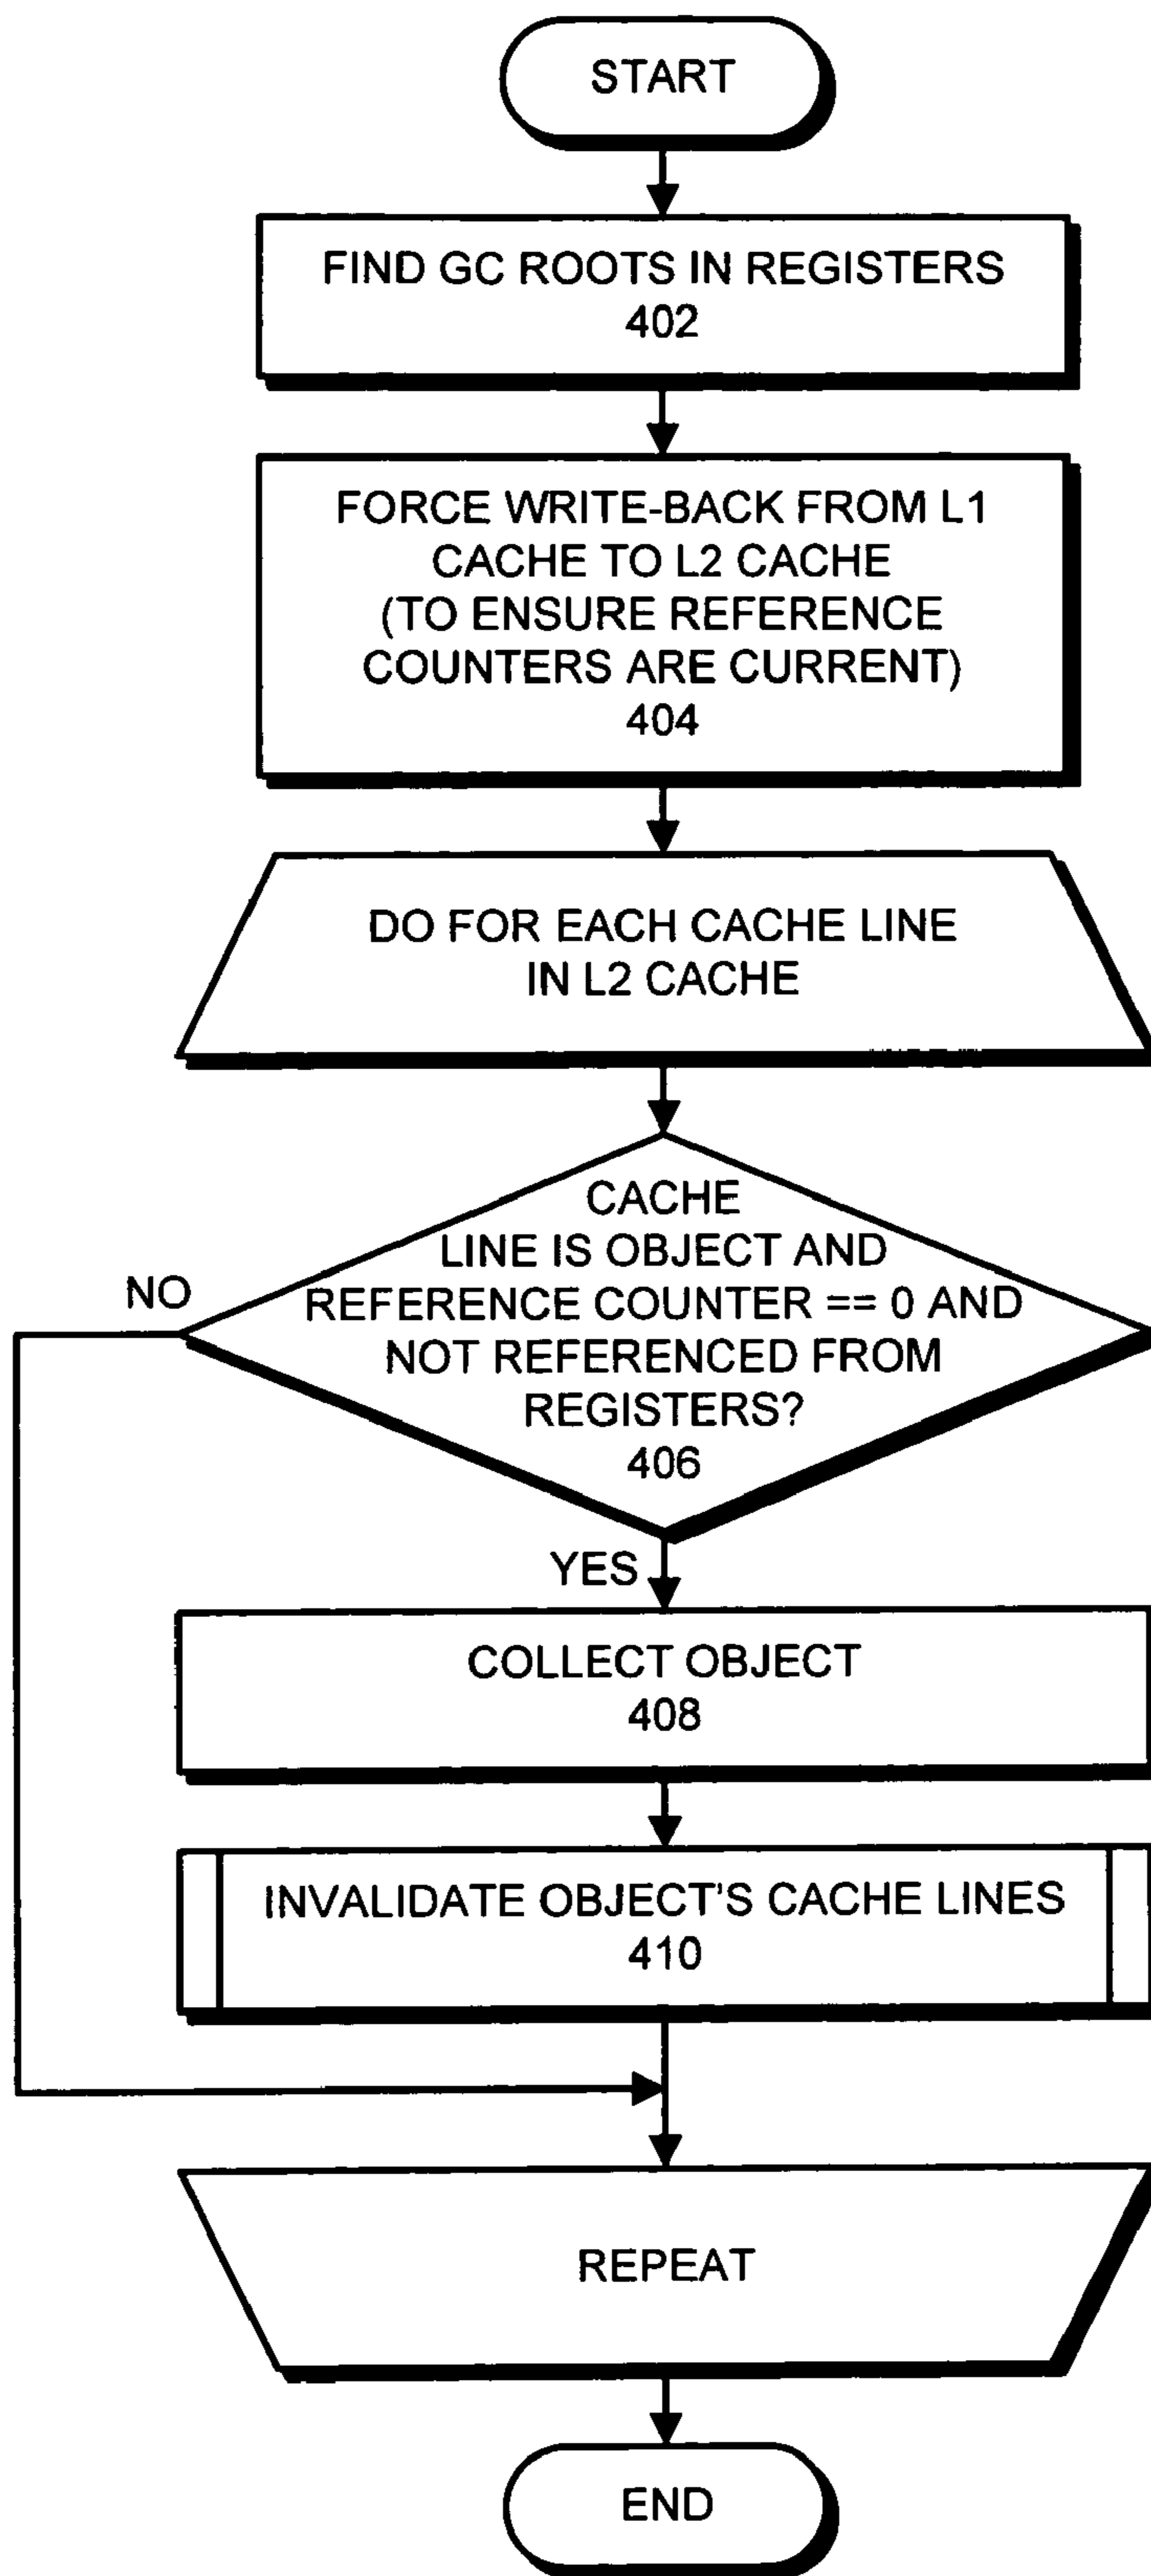 START
FIND GC ROOTS IN REGISTERS
402
FORCE WRITE-BACK FROM L1
CACHE TO L2 CACHE
(TO ENSURE REFERENCE
COUNTERS ARE CURRENT)
404
DO FOR EACH CACHE LINE
IN L2 CACHE
CACHE
LINE IS OBJECT AND
REFERENCE COUNTER == 0 AND
NOT REFERENCED FROM
REGISTERS?
406
NO
YES
COLLECT OBJECT
408
INVALIDATE OBJECT'S CACHE LINES
410
REPEAT
END